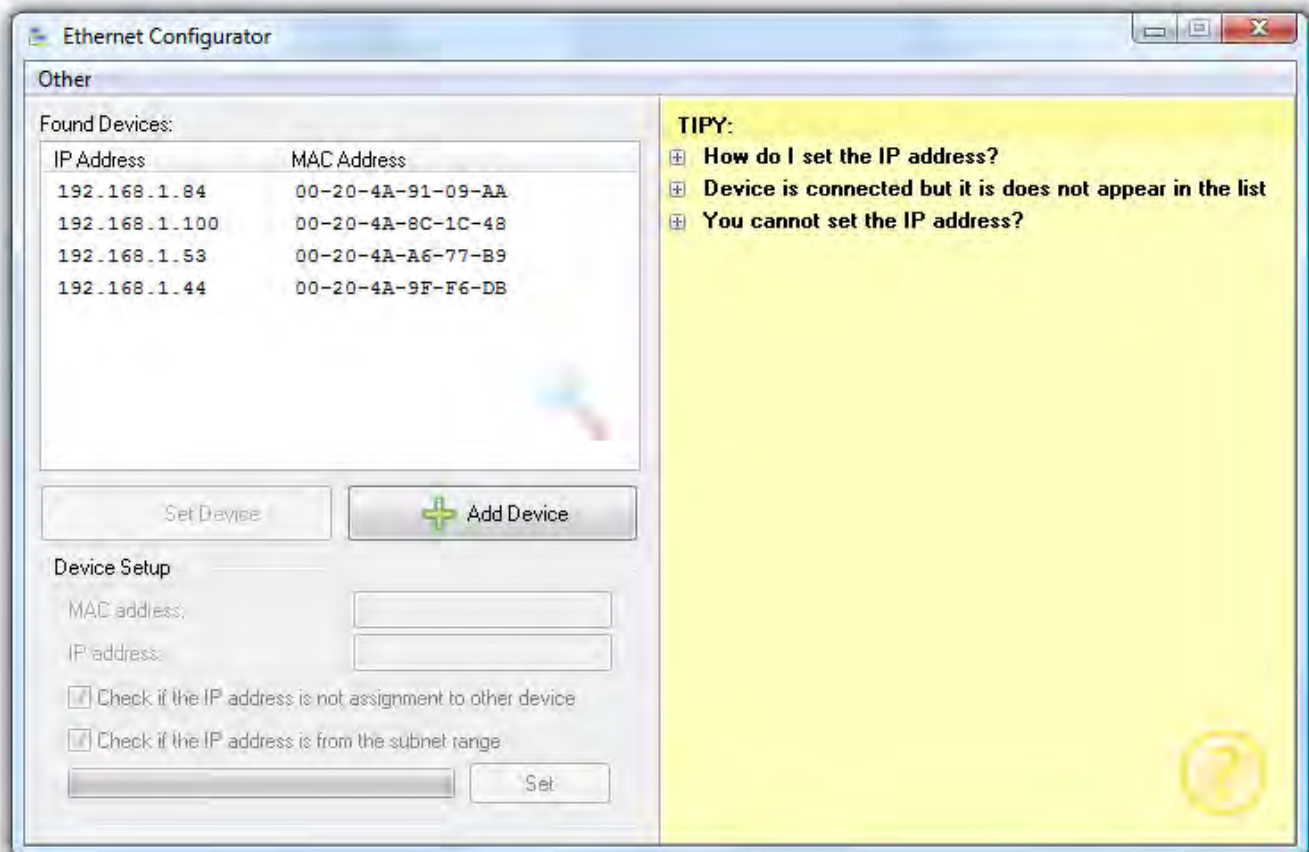 Ethernet Configurator
Other
Found Devices:
IP Address MAC Address
192.168.1.84 00-20-4A-91-09-AA
192.168.1.100 00-20-4A-8C-1C-48
192.168.1.53 00-20-4A-A6-77-B9
192.168.1.44 00-20-4A-9F-F6-DB
Set Device Add Device
Device Setup
MAC address:
IP address:
Check if the IP address is not assignment to other device
Check if the IP address is from the subnet range
Set
TIPY:
How do I set the IP address?
Device is connected but it is does not appear in the list
You cannot set the IP address?